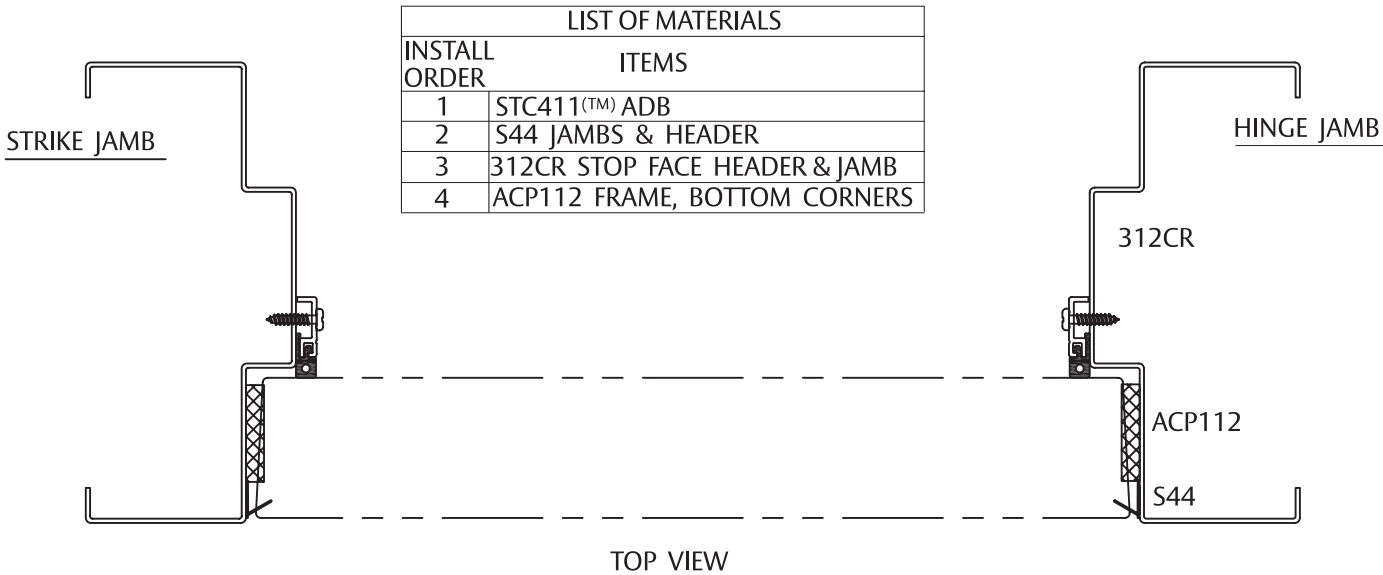 LIST OF MATERIALS
INSTALL ORDER ITEMS
1 STC411(TM) ADB
2 S44 JAMBS & HEADER
3 312CR STOP FACE HEADER & JAMB
4 ACP112 FRAME, BOTTOM CORNERS
STRIKE JAMB
HINGE JAMB
312CR
ACP112
S44
TOP VIEW